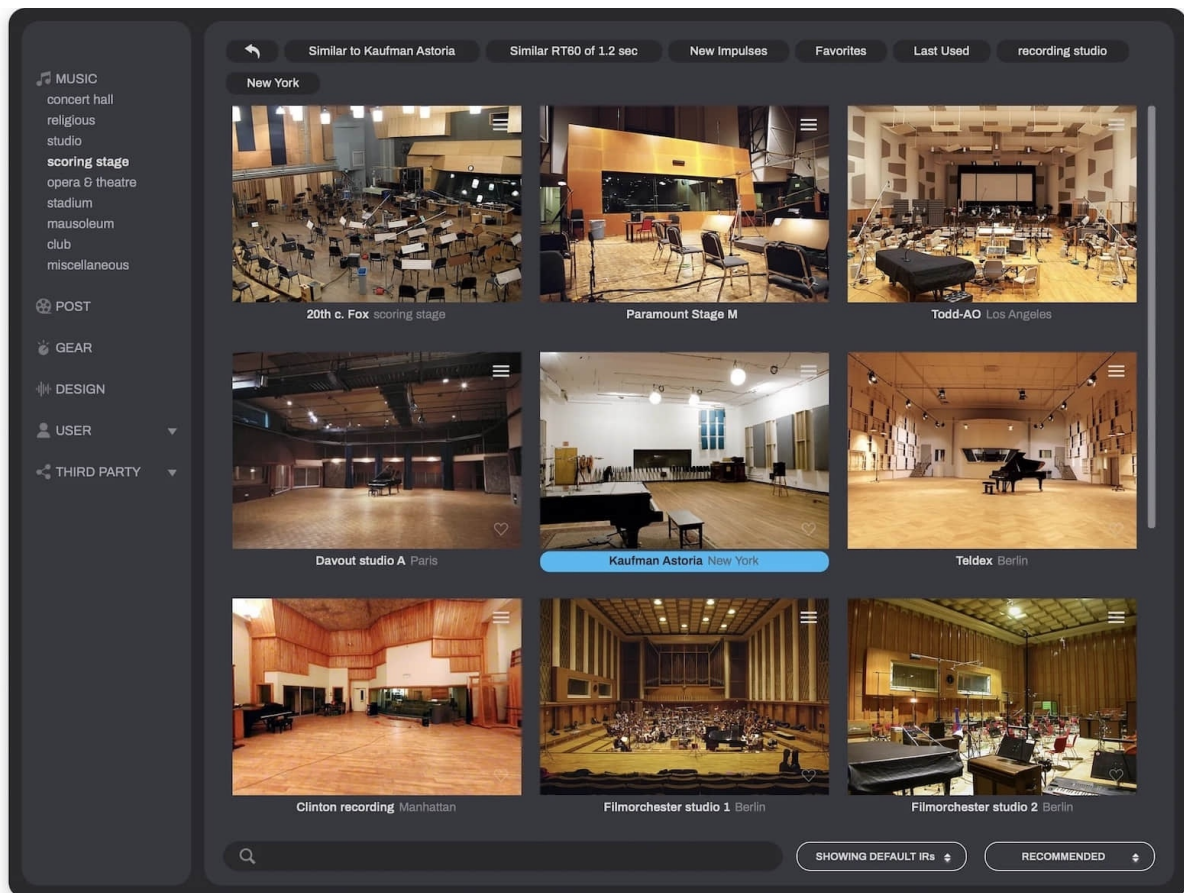 MUSIC
concert hall
religious
studio
scoring stage
opera & theatre
stadium
mausoleum
club
miscellaneous
POST
GEAR
DESIGN
USER
THIRD PARTY
Similar to Kaufman Astoria
Similar RT60 of 1.2 sec
New Impulses
Favorites
Last Used
recording studio
New York
20th c. Fox scoring stage
Paramount Stage M
Todd-AO Los Angeles
Davout studio A Paris
Kaufman Astoria New York
Teldex Berlin
Clinton recording Manhattan
Filmorchester studio 1 Berlin
Filmorchester studio 2 Berlin
SHOWING DEFAULT IRs
RECOMMENDED